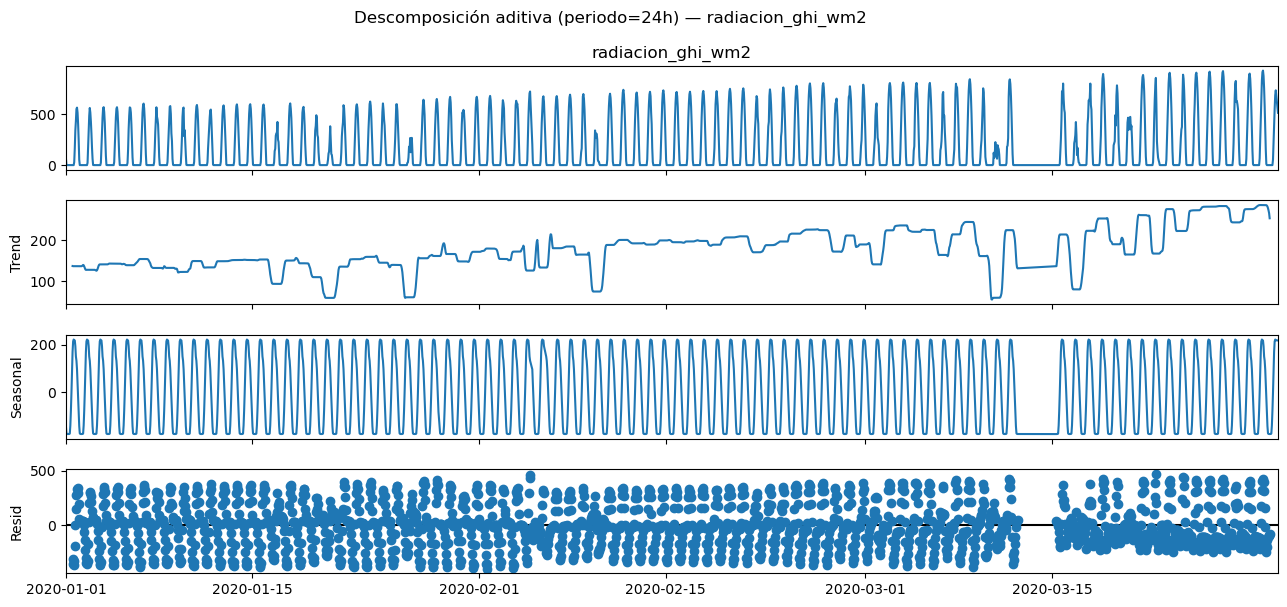 Descomposición aditiva (periodo=24h) — radiacion_ghi_wm2
radiacion_ghi_wm2
500
0
Trend
200
100
Seasonal
200
0
Resid
500
0
2020-01-01 2020-01-15 2020-02-01 2020-02-15 2020-03-01 2020-03-15